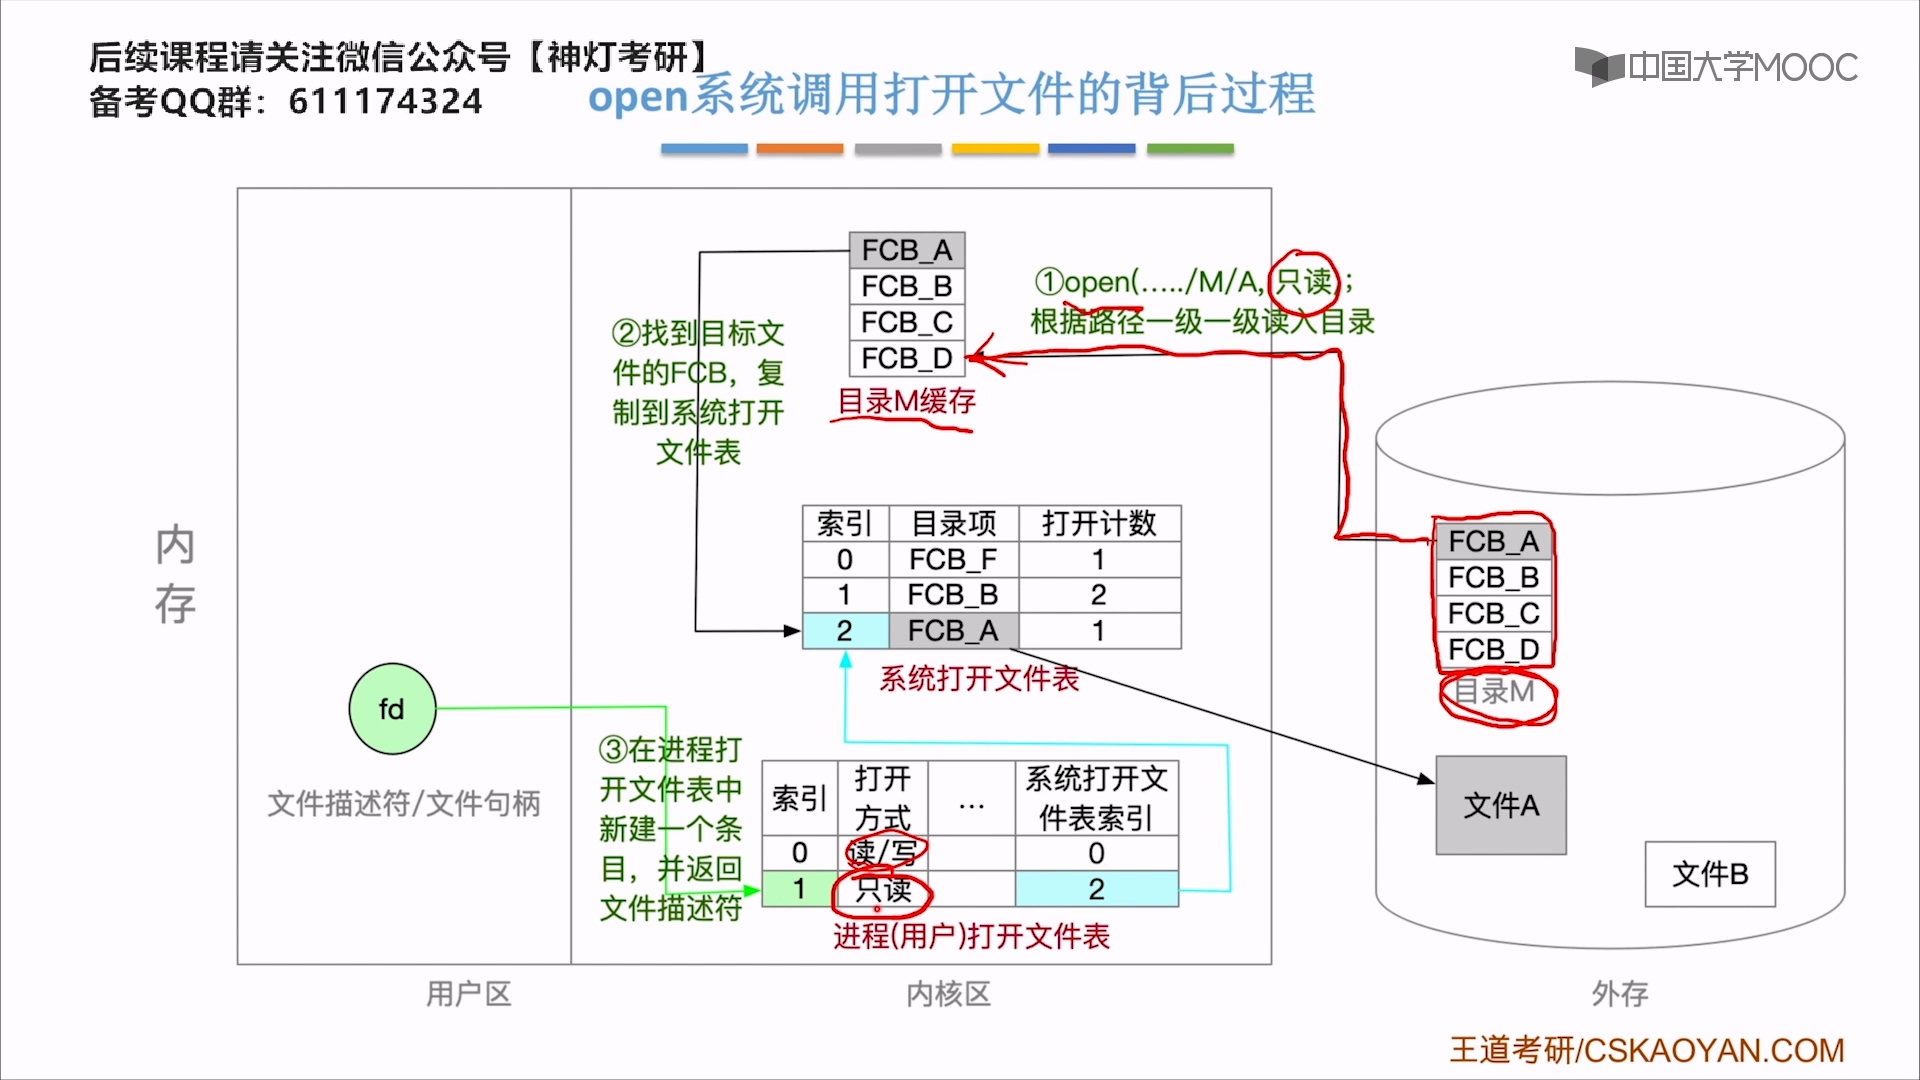 后续课程请关注微信公众号【神灯考研】
备考QQ群：611174324
中国大学MOOC
open系统调用打开文件的背后过程
FCB_A
FCB_B
FCB_C
FCB_D
目录M缓存
①open(…../M/A, 只读);
根据路径一级一级读入目录
②找到目标文
件的FCB，复
制到系统打开
文件表
内
存
索引 目录项 打开计数
0 FCB_F 1
1 FCB_B 2
2 FCB_A 1
系统打开文件表
FCB_A
FCB_B
FCB_C
FCB_D
目录M
fd
文件描述符/文件句柄
③在进程打
开文件表中
新建一个条
目，并返回
文件描述符
索引 打开方式 … 系统打开文件表索引
0 读/写 0
1 只读 2
进程(用户)打开文件表
文件A
文件B
用户区
内核区
外存
王道考研/CSKAOYAN.COM